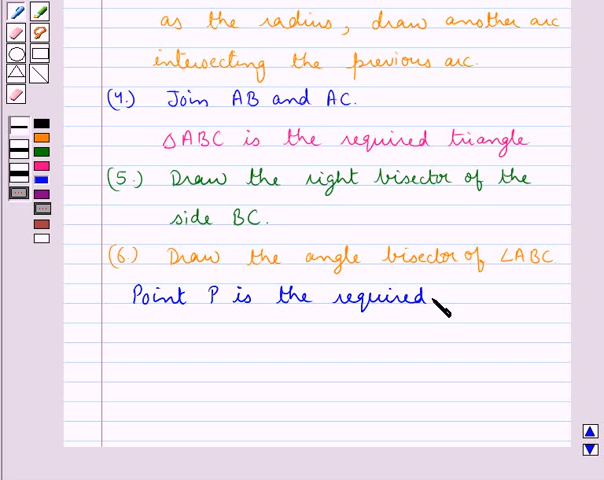 as the radius, draw another arc
intersecting the previous arc.
(4.) Join AB and AC.
△ABC is the required triangle
(5.) Draw the right bisector of the
side BC.
(6.) Draw the angle bisector of ∠ABC
Point P is the required